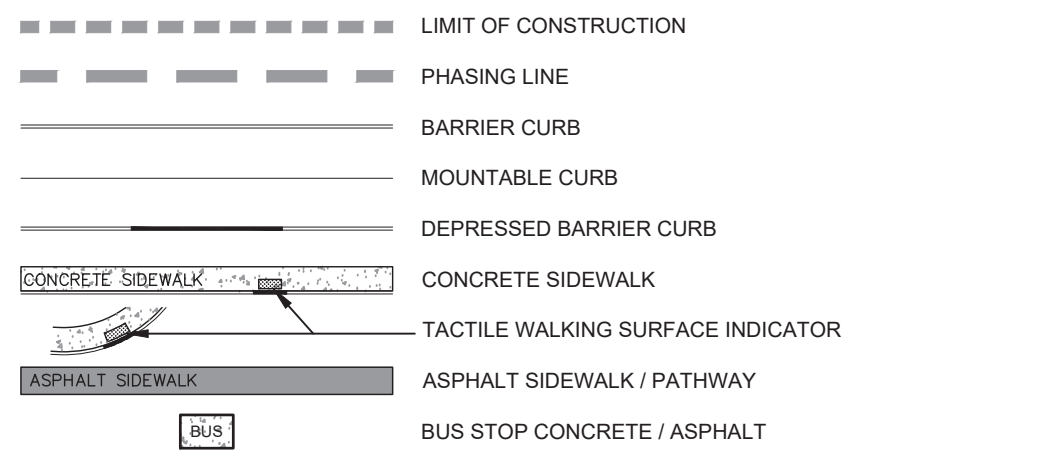 LIMIT OF CONSTRUCTION
PHASING LINE
BARRIER CURB
MOUNTABLE CURB
DEPRESSED BARRIER CURB
CONCRETE SIDEWALK CONCRETE SIDEWALK
TACTILE WALKING SURFACE INDICATOR
ASPHALT SIDEWALK ASPHALT SIDEWALK / PATHWAY
BUS BUS STOP CONCRETE / ASPHALT